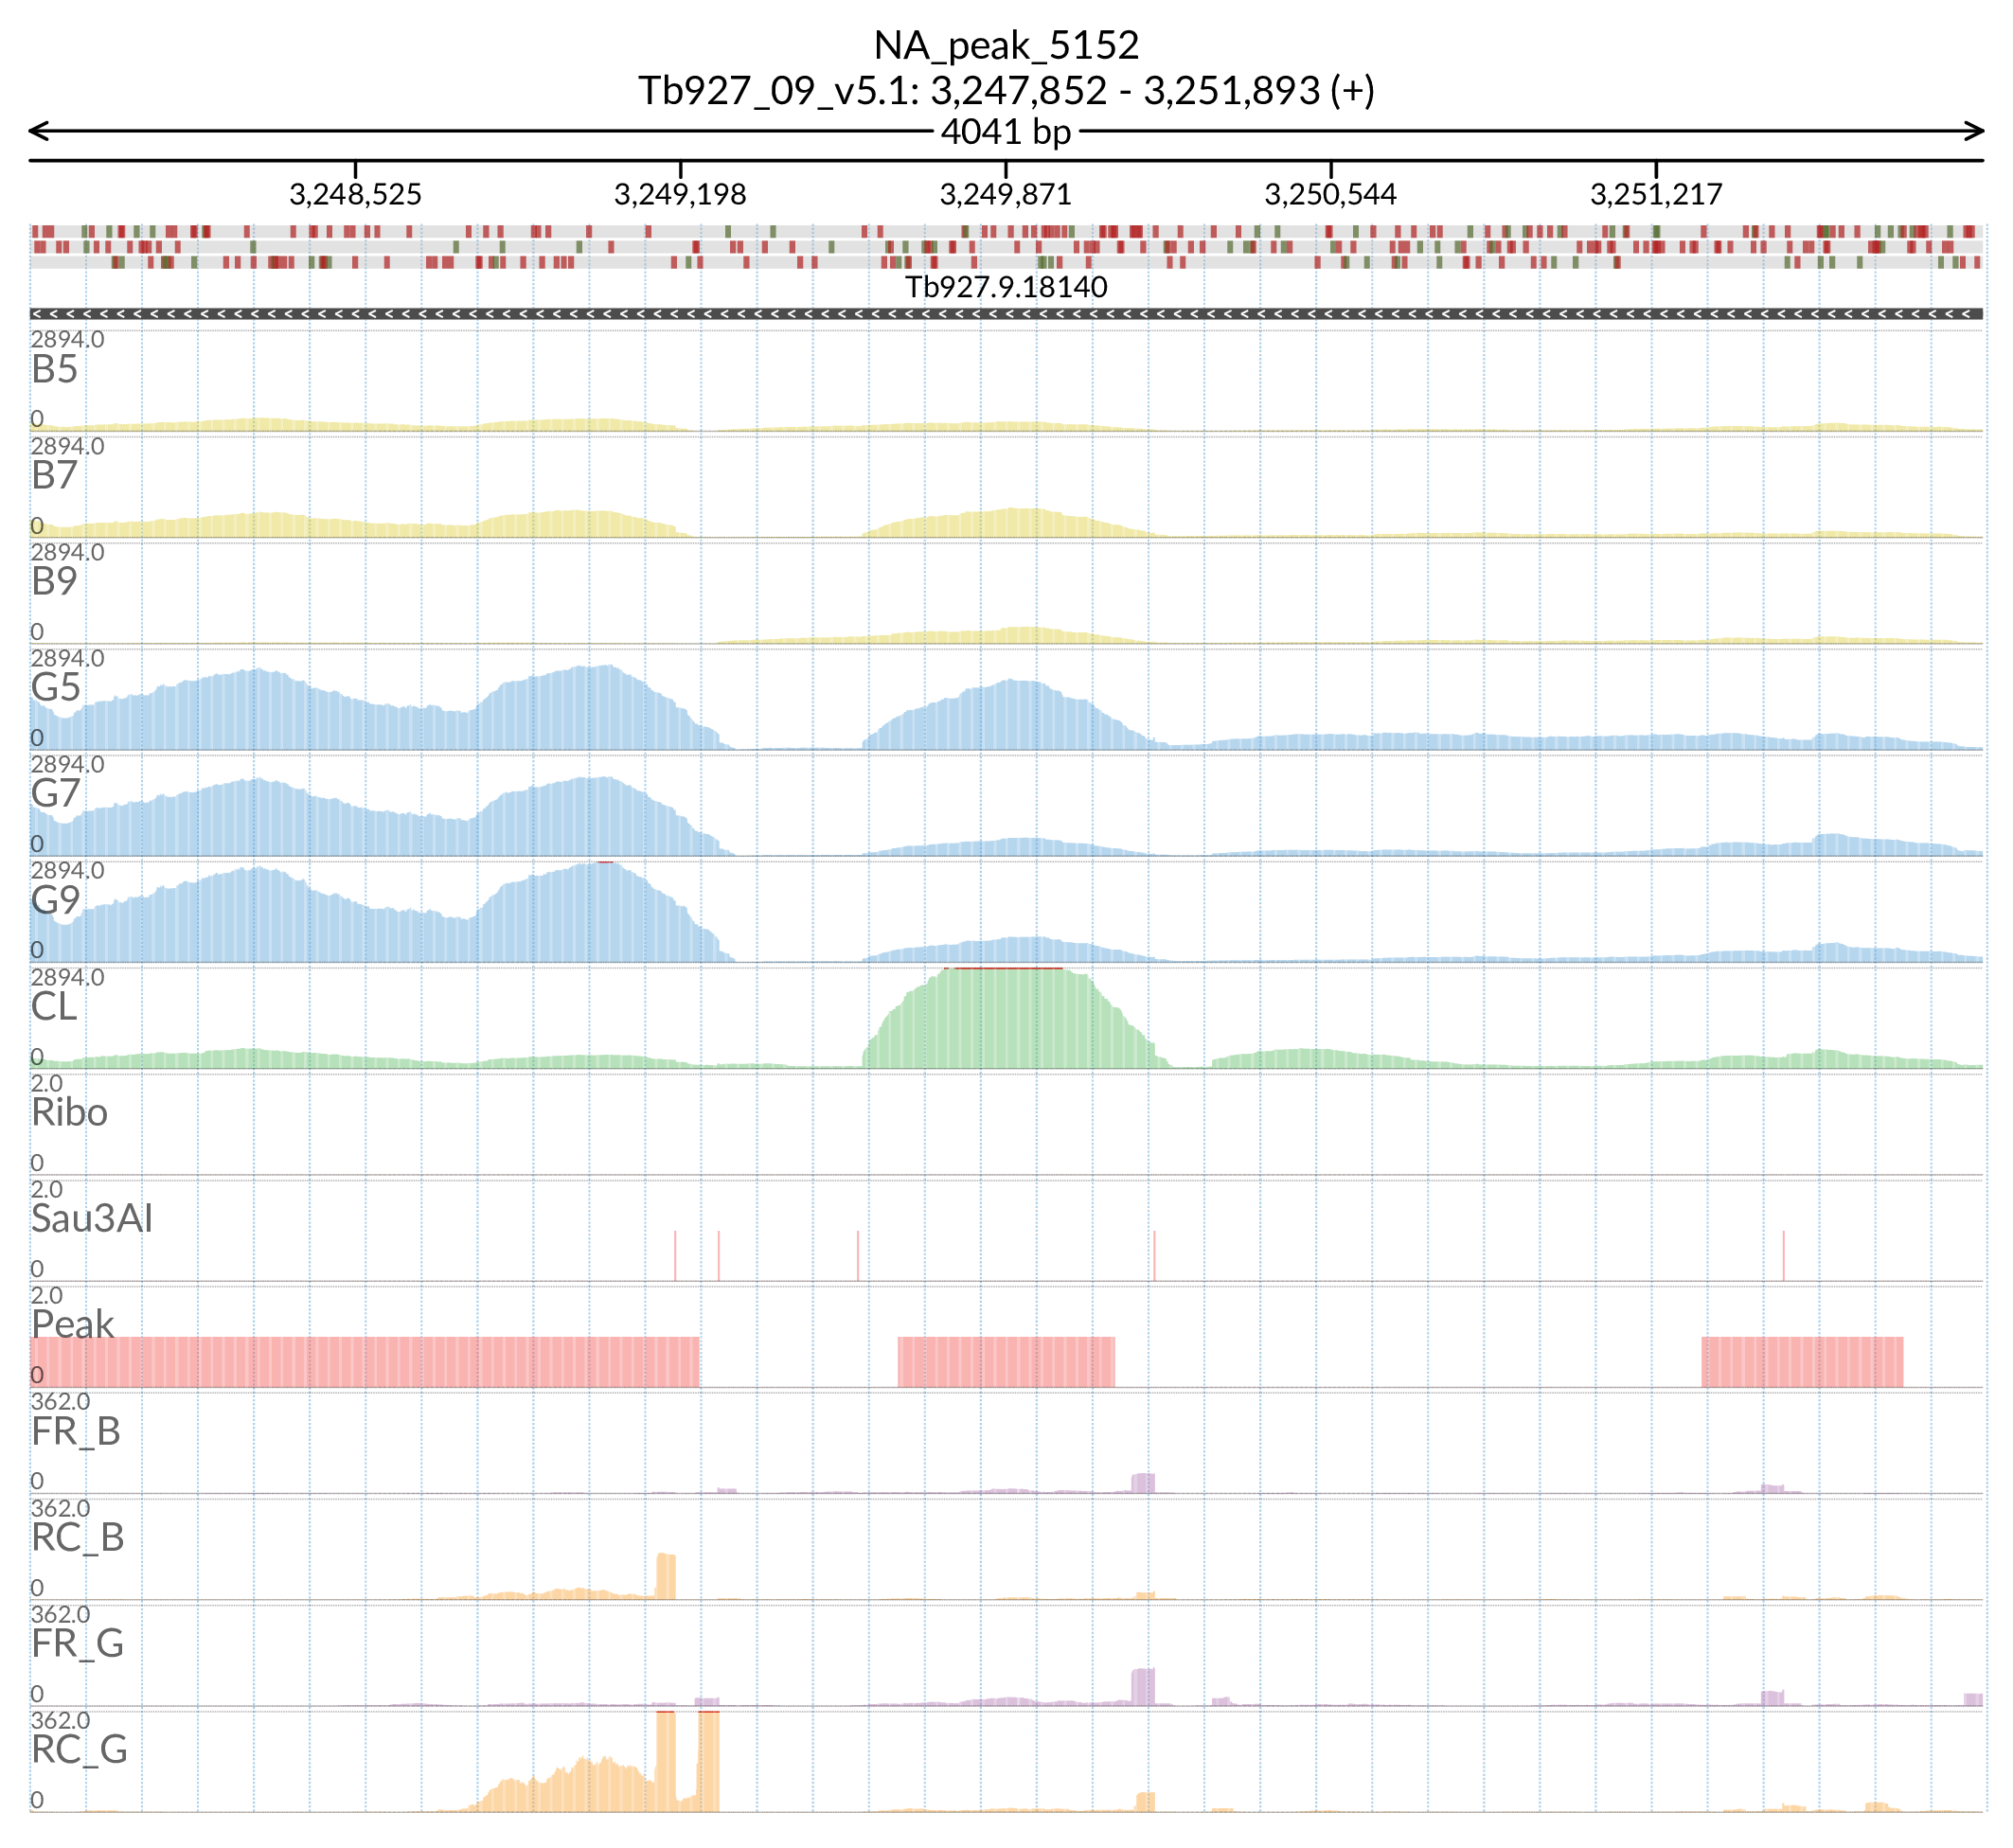 NA_peak_5152
Tb927_09_v5.1: 3,247,852 - 3,251,893 (+)
4041 bp
3,248,525 3,249,198 3,249,871 3,250,544 3,251,217
Tb927.9.18140
2894.0
B5
0
2894.0
B7
0
2894.0
B9
0
2894.0
G5
0
2894.0
G7
0
2894.0
G9
0
2894.0
CL
0
2.0
Ribo
0
2.0
Sau3AI
0
2.0
Peak
0
362.0
FR_B
0
362.0
RC_B
0
362.0
FR_G
0
362.0
RC_G
0